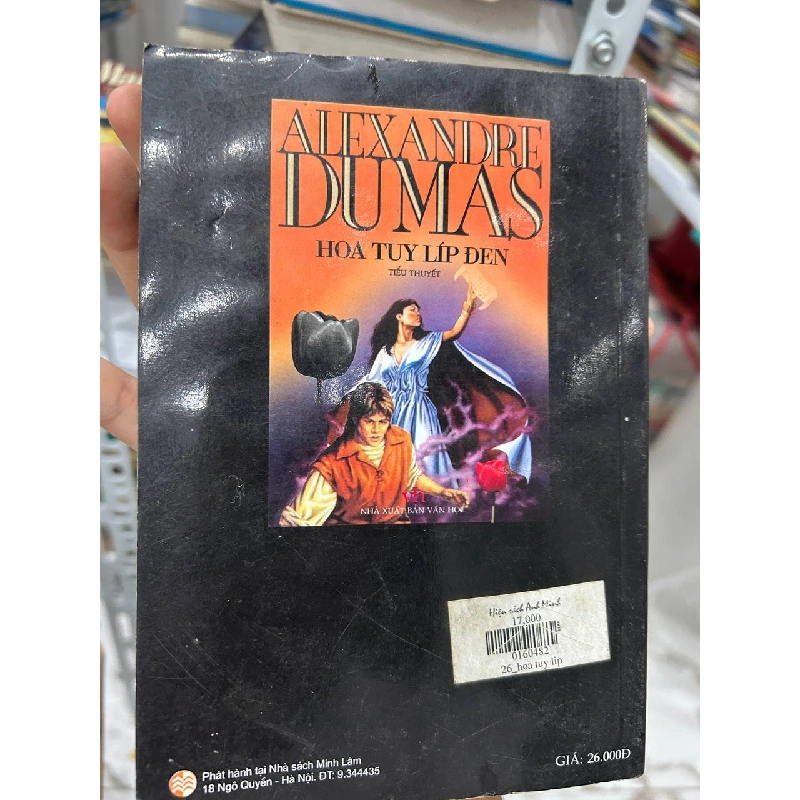 ALEXANDRE
DUMAS
HOA TUY LÍP ĐEN
TIỂU THUYẾT
VH
NHÀ XUẤT BẢN VĂN HỌC
Hiệu sách Anh Minh
17,000
0160482
26_hoa tuy lip
Phát hành tại Nhà sách Minh Lâm
18 Ngô Quyền - Hà Nội. ĐT: 9.344435
GIÁ: 26.000Đ